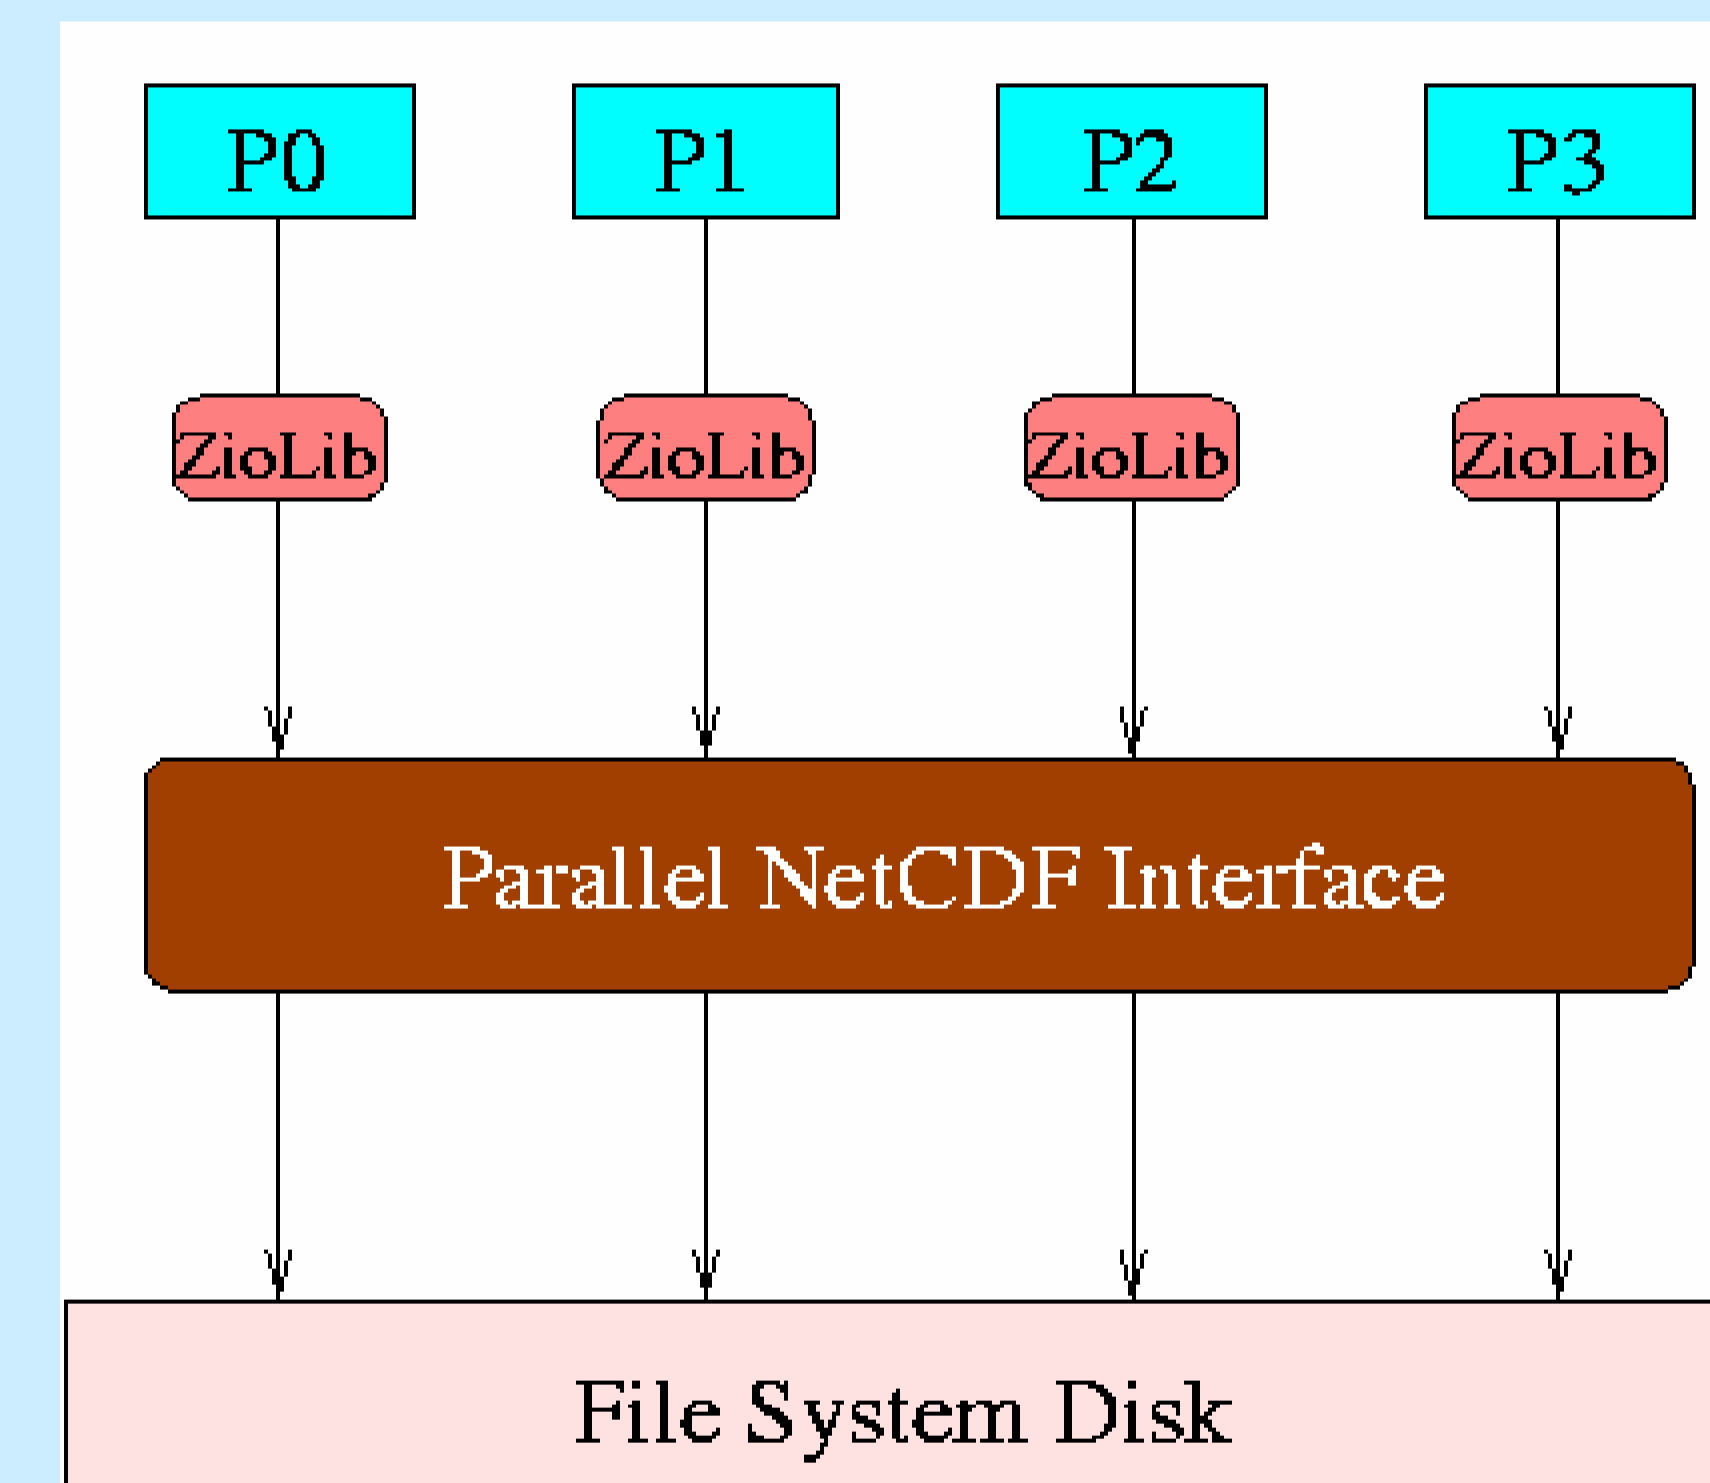 P0 P1 P2 P3
ZioLib ZioLib ZioLib ZioLib
Parallel NetCDF Interface
File System Disk